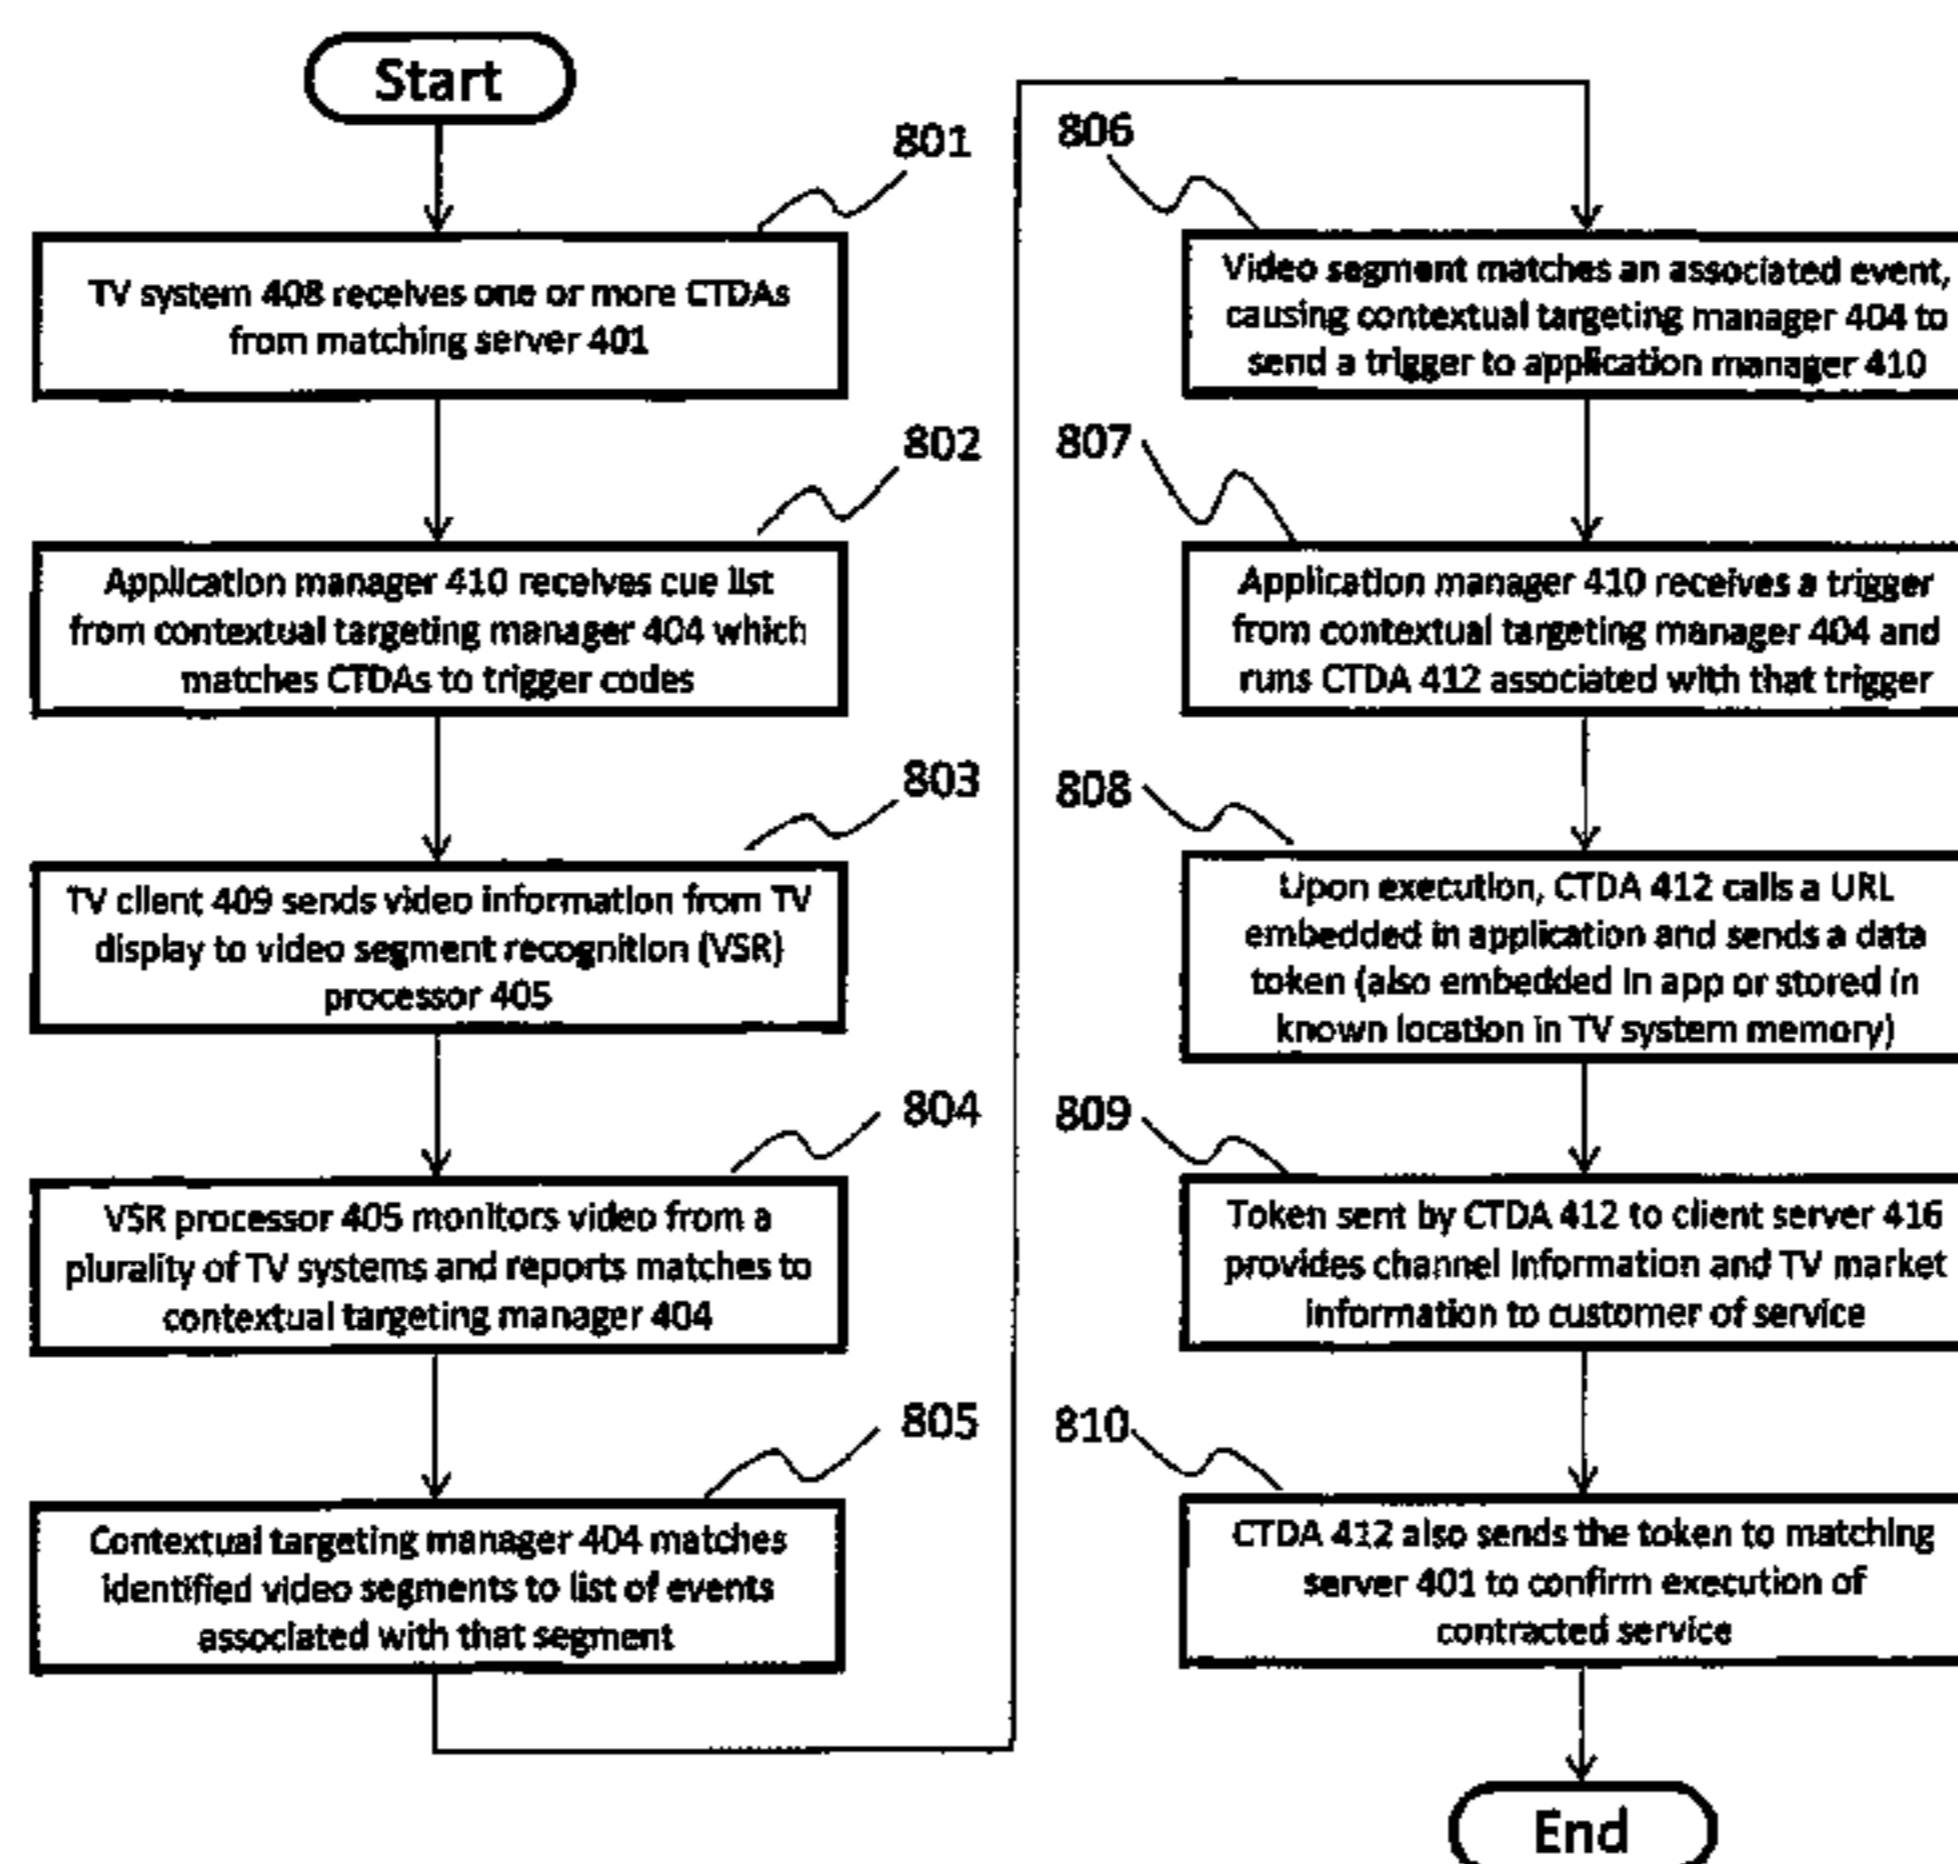 Start
801
TV system 408 receives one or more CTDAs
from matching server 401
802
Application manager 410 receives cue list
from contextual targeting manager 404 which
matches CTDAs to trigger codes
803
TV client 409 sends video information from TV
display to video segment recognition (VSR)
processor 405
804
VSR processor 405 monitors video from a
plurality of TV systems and reports matches to
contextual targeting manager 404
805
Contextual targeting manager 404 matches
identified video segments to list of events
associated with that segment
806
Video segment matches an associated event,
causing contextual targeting manager 404 to
send a trigger to application manager 410
807
Application manager 410 receives a trigger
from contextual targeting manager 404 and
runs CTDA 412 associated with that trigger
808
Upon execution, CTDA 412 calls a URL
embedded in application and sends a data
token (also embedded in app or stored in
known location in TV system memory)
809
Token sent by CTDA 412 to client server 416
provides channel information and TV market
information to customer of service
810
CTDA 412 also sends the token to matching
server 401 to confirm execution of
contracted service
End